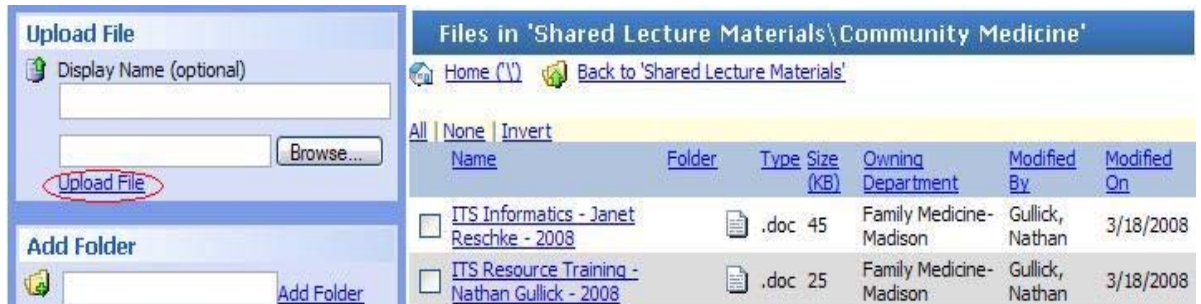 Upload File
Display Name (optional)
Browse...
Upload File
Add Folder
Add Folder
Files in 'Shared Lecture Materials\Community Medicine'
Home ('\') Back to 'Shared Lecture Materials'
All | None | Invert
Name Folder Type Size (KB) Owning Department Modified By Modified On
ITS Informatics - Janet Reschke - 2008 .doc 45 Family Medicine-Madison Gullick, Nathan 3/18/2008
ITS Resource Training - Nathan Gullick - 2008 .doc 25 Family Medicine-Madison Gullick, Nathan 3/18/2008